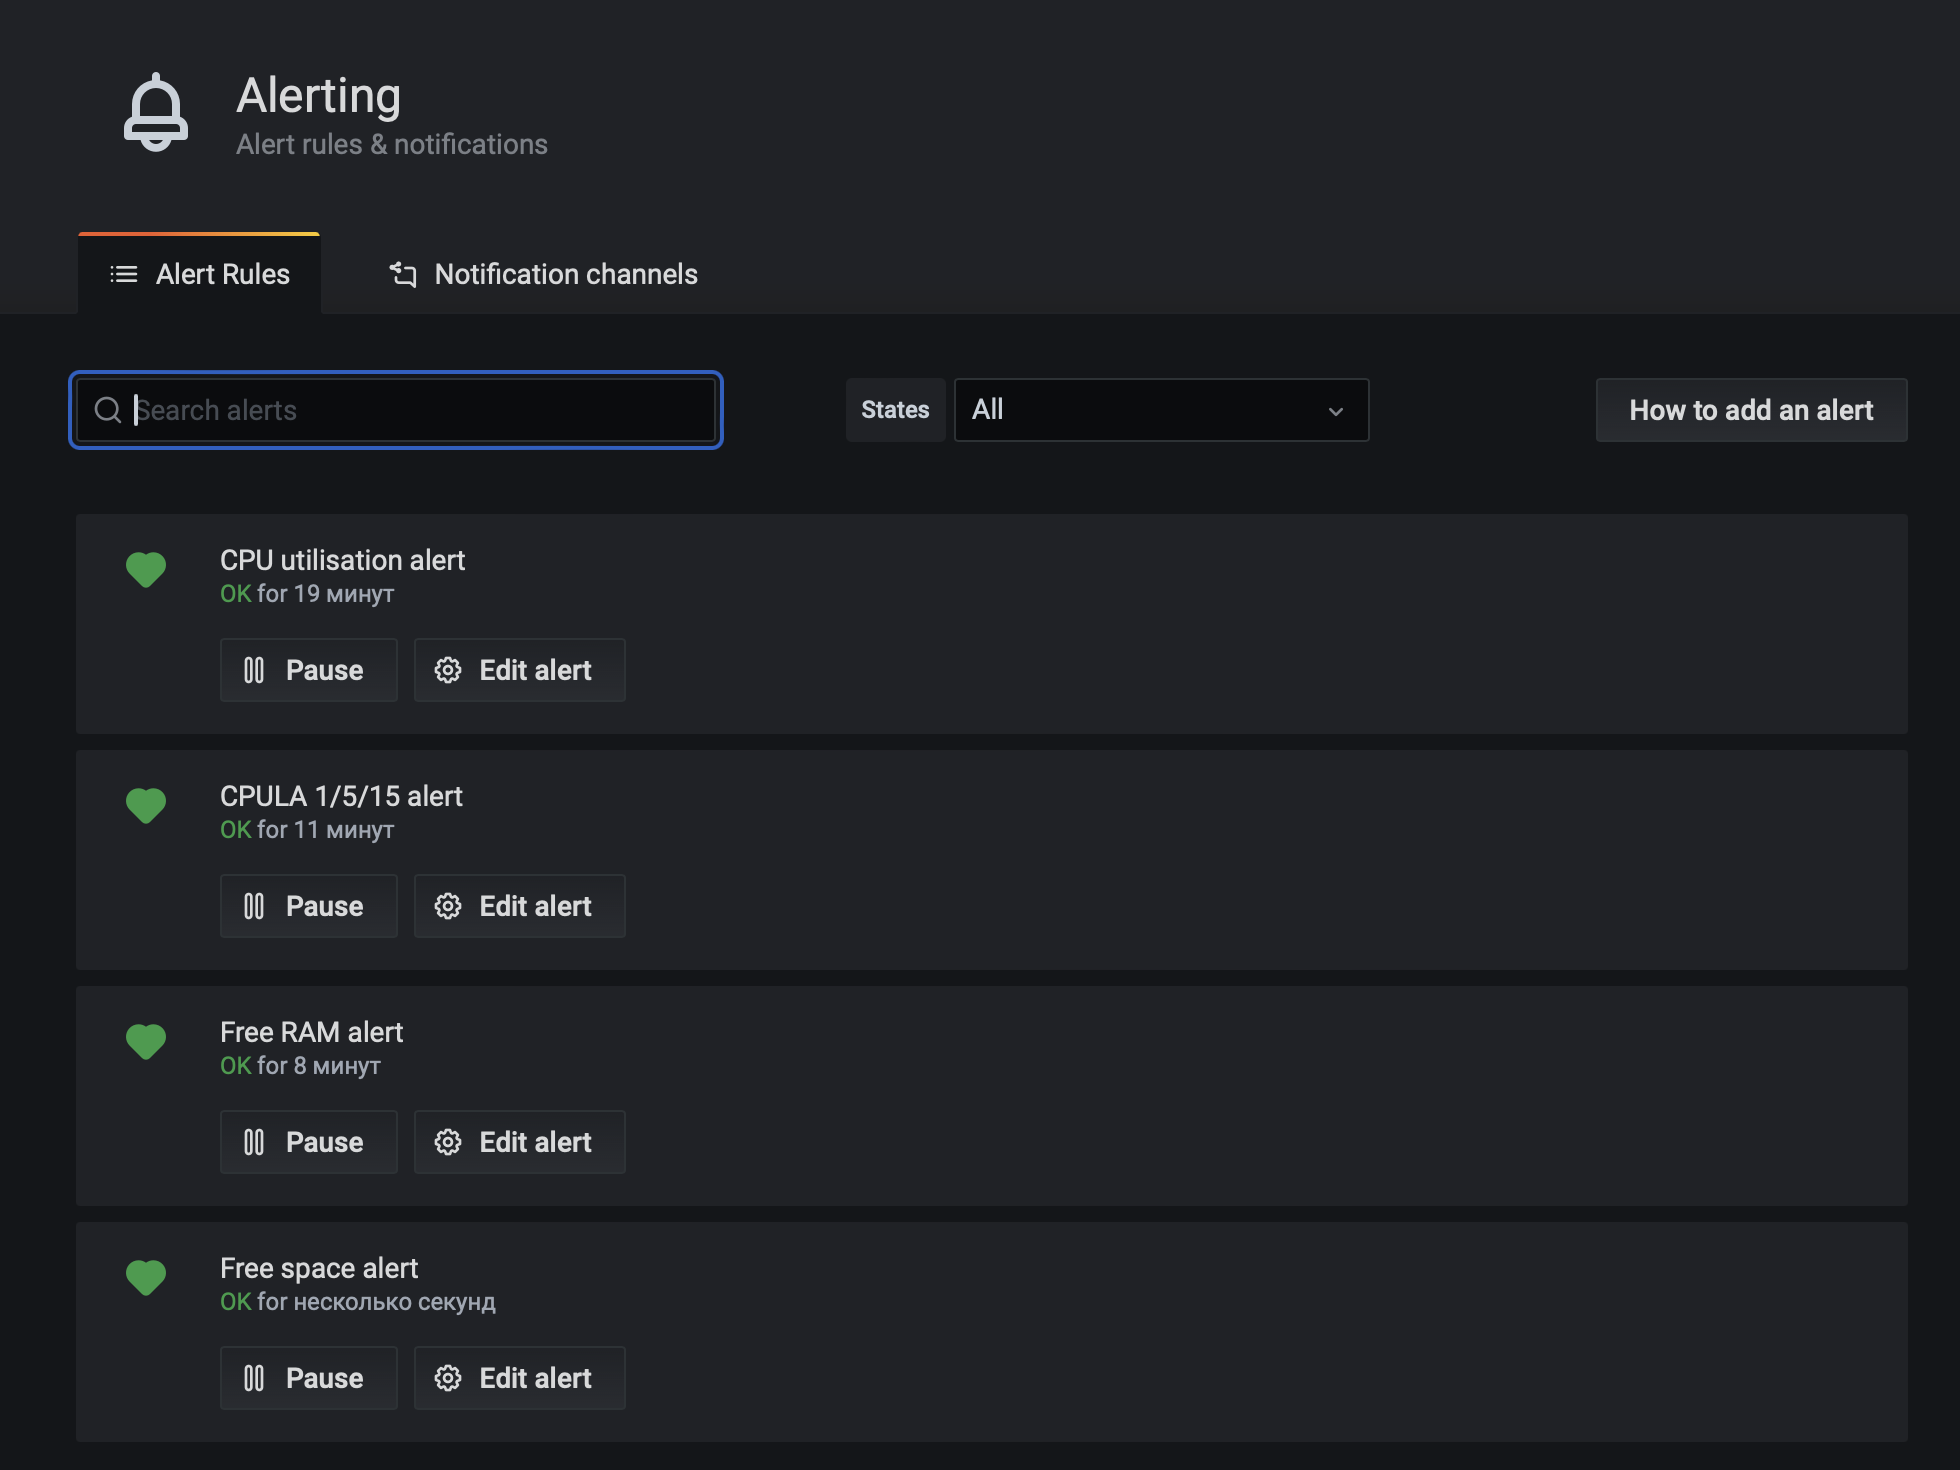 Alerting
Alert rules & notifications
Alert Rules
Notification channels
Search alerts
States
All
How to add an alert
CPU utilisation alert
OK for 19 минут
Pause
Edit alert
CPULA 1/5/15 alert
OK for 11 минут
Pause
Edit alert
Free RAM alert
OK for 8 минут
Pause
Edit alert
Free space alert
OK for несколько секунд
Pause
Edit alert